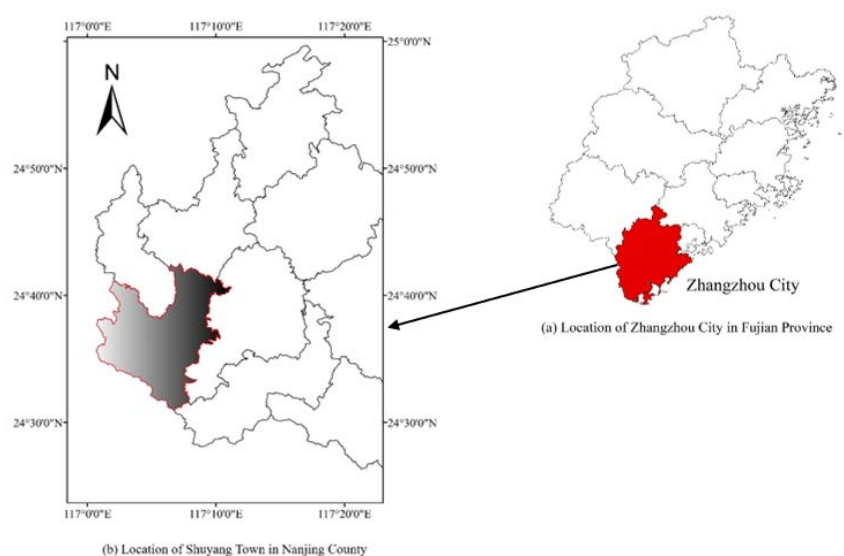 117°0'0"E 117°10'0"E 117°20'0"E
25°0'0"N
N
24°50'0"N 24°50'0"N
24°40'0"N 24°40'0"N
24°30'0"N 24°30'0"N
117°0'0"E 117°10'0"E 117°20'0"E
(b) Location of Shuyang Town in Nanjing County
Zhangzhou City
(a) Location of Zhangzhou City in Fujian Province